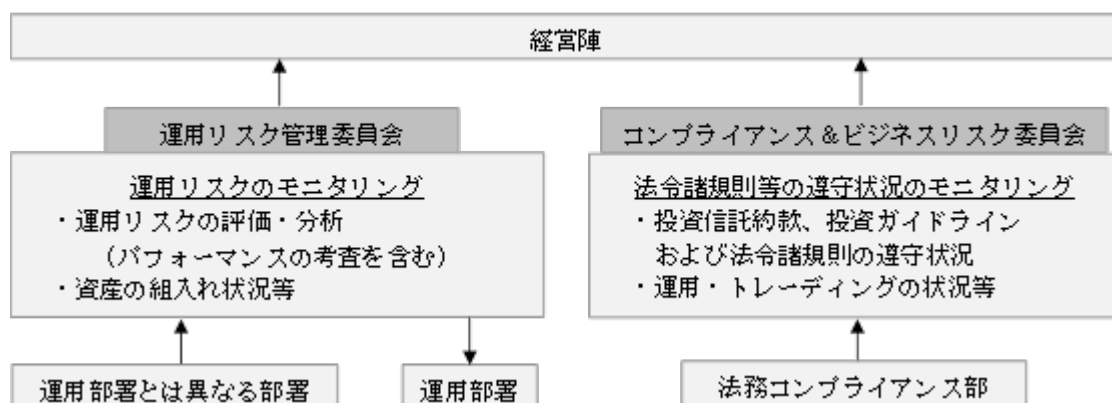 経営陣
運用リスク管理委員会
運用リスクのモニタリング
・運用リスクの評価・分析
(パフォーマンスの考査を含む)
・資産の組入れ状況等
運用部署とは異なる部署
運用部署
コンプライアンス&ビジネスリスク委員会
法令諸規則等の遵守状況のモニタリング
・投資信託約款、投資ガイドライン
および法令諸規則の遵守状況
・運用・トレーディングの状況等
法務コンプライアンス部